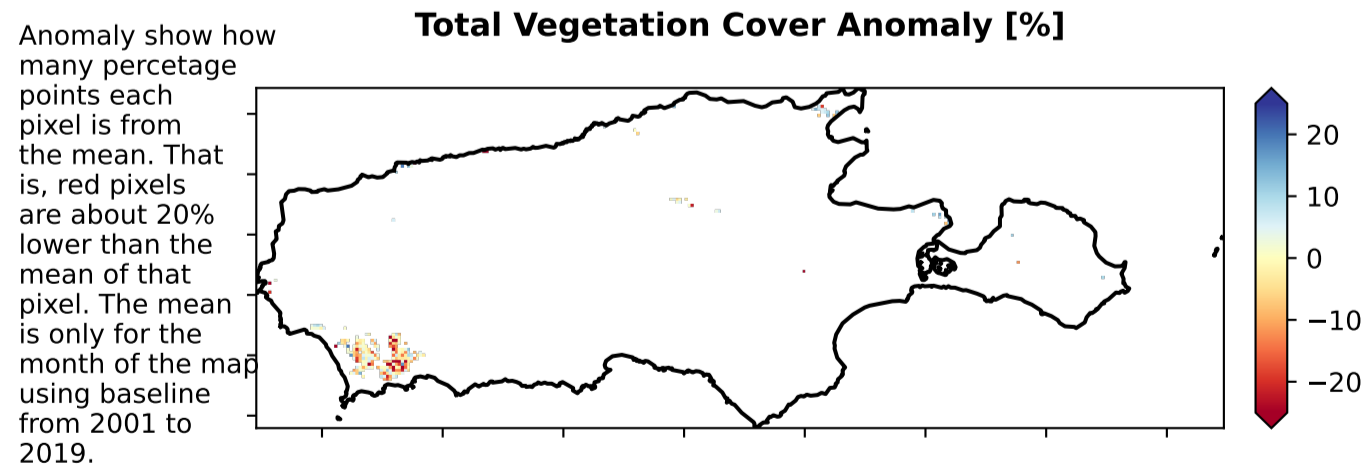 Total Vegetation Cover Anomaly [%]
Anomaly show how
many percetage
points each
pixel is from
the mean. That
is, red pixels
are about 20%
lower than the
mean of that
pixel. The mean
is only for the
month of the map
using baseline
from 2001 to
2019.
20
10
0
−10
−20